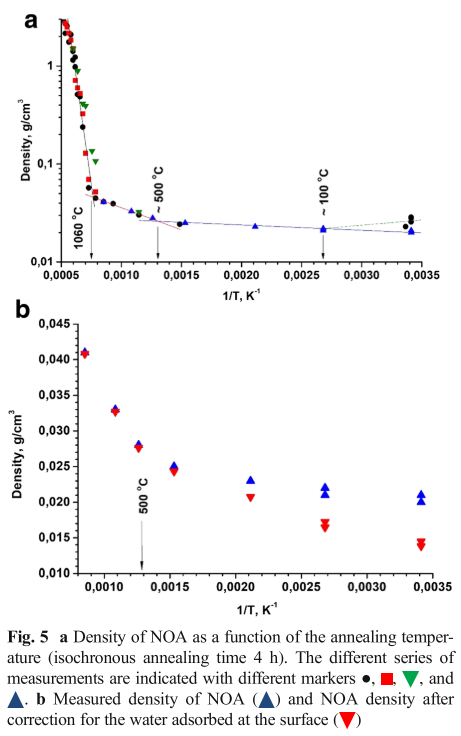 a
Density, g/cm³
1
0,1
0,01
1060 °C
~ 500 °C
~ 100 °C
0,0005 0,0010 0,0015 0,0020 0,0025 0,0030 0,0035
1/T, K⁻¹
b
Density, g/cm³
0,045
0,040
0,035
0,030
0,025
0,020
0,015
0,010
500 °C
0,0010 0,0015 0,0020 0,0025 0,0030 0,0035
1/T, K⁻¹
Fig. 5 a Density of NOA as a function of the annealing temper-
ature (isochronous annealing time 4 h). The different series of
measurements are indicated with different markers ●, ■, ▼, and
▲. b Measured density of NOA (▲) and NOA density after
correction for the water adsorbed at the surface (▼)